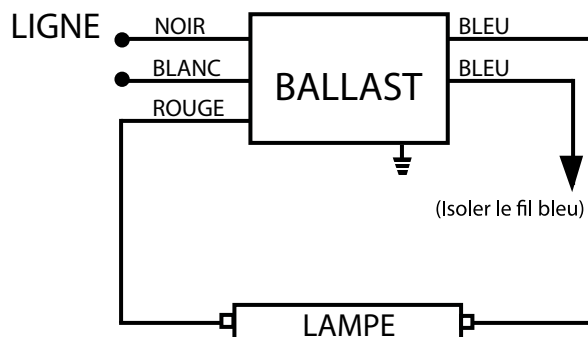 LIGNE
NOIR
BLEU
BLANC
BLEU
BALLAST
ROUGE
(Isoler le fil bleu)
LAMPE